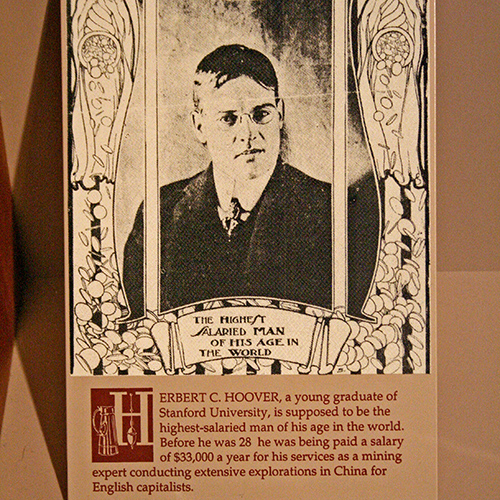 THE HIGHEST
SALARIED MAN
OF HIS AGE IN
THE WORLD
HERBERT C. HOOVER, a young graduate of
Stanford University, is supposed to be the
highest-salaried man of his age in the world.
Before he was 28 he was being paid a salary
of $33,000 a year for his services as a mining
expert conducting extensive explorations in China for
English capitalists.